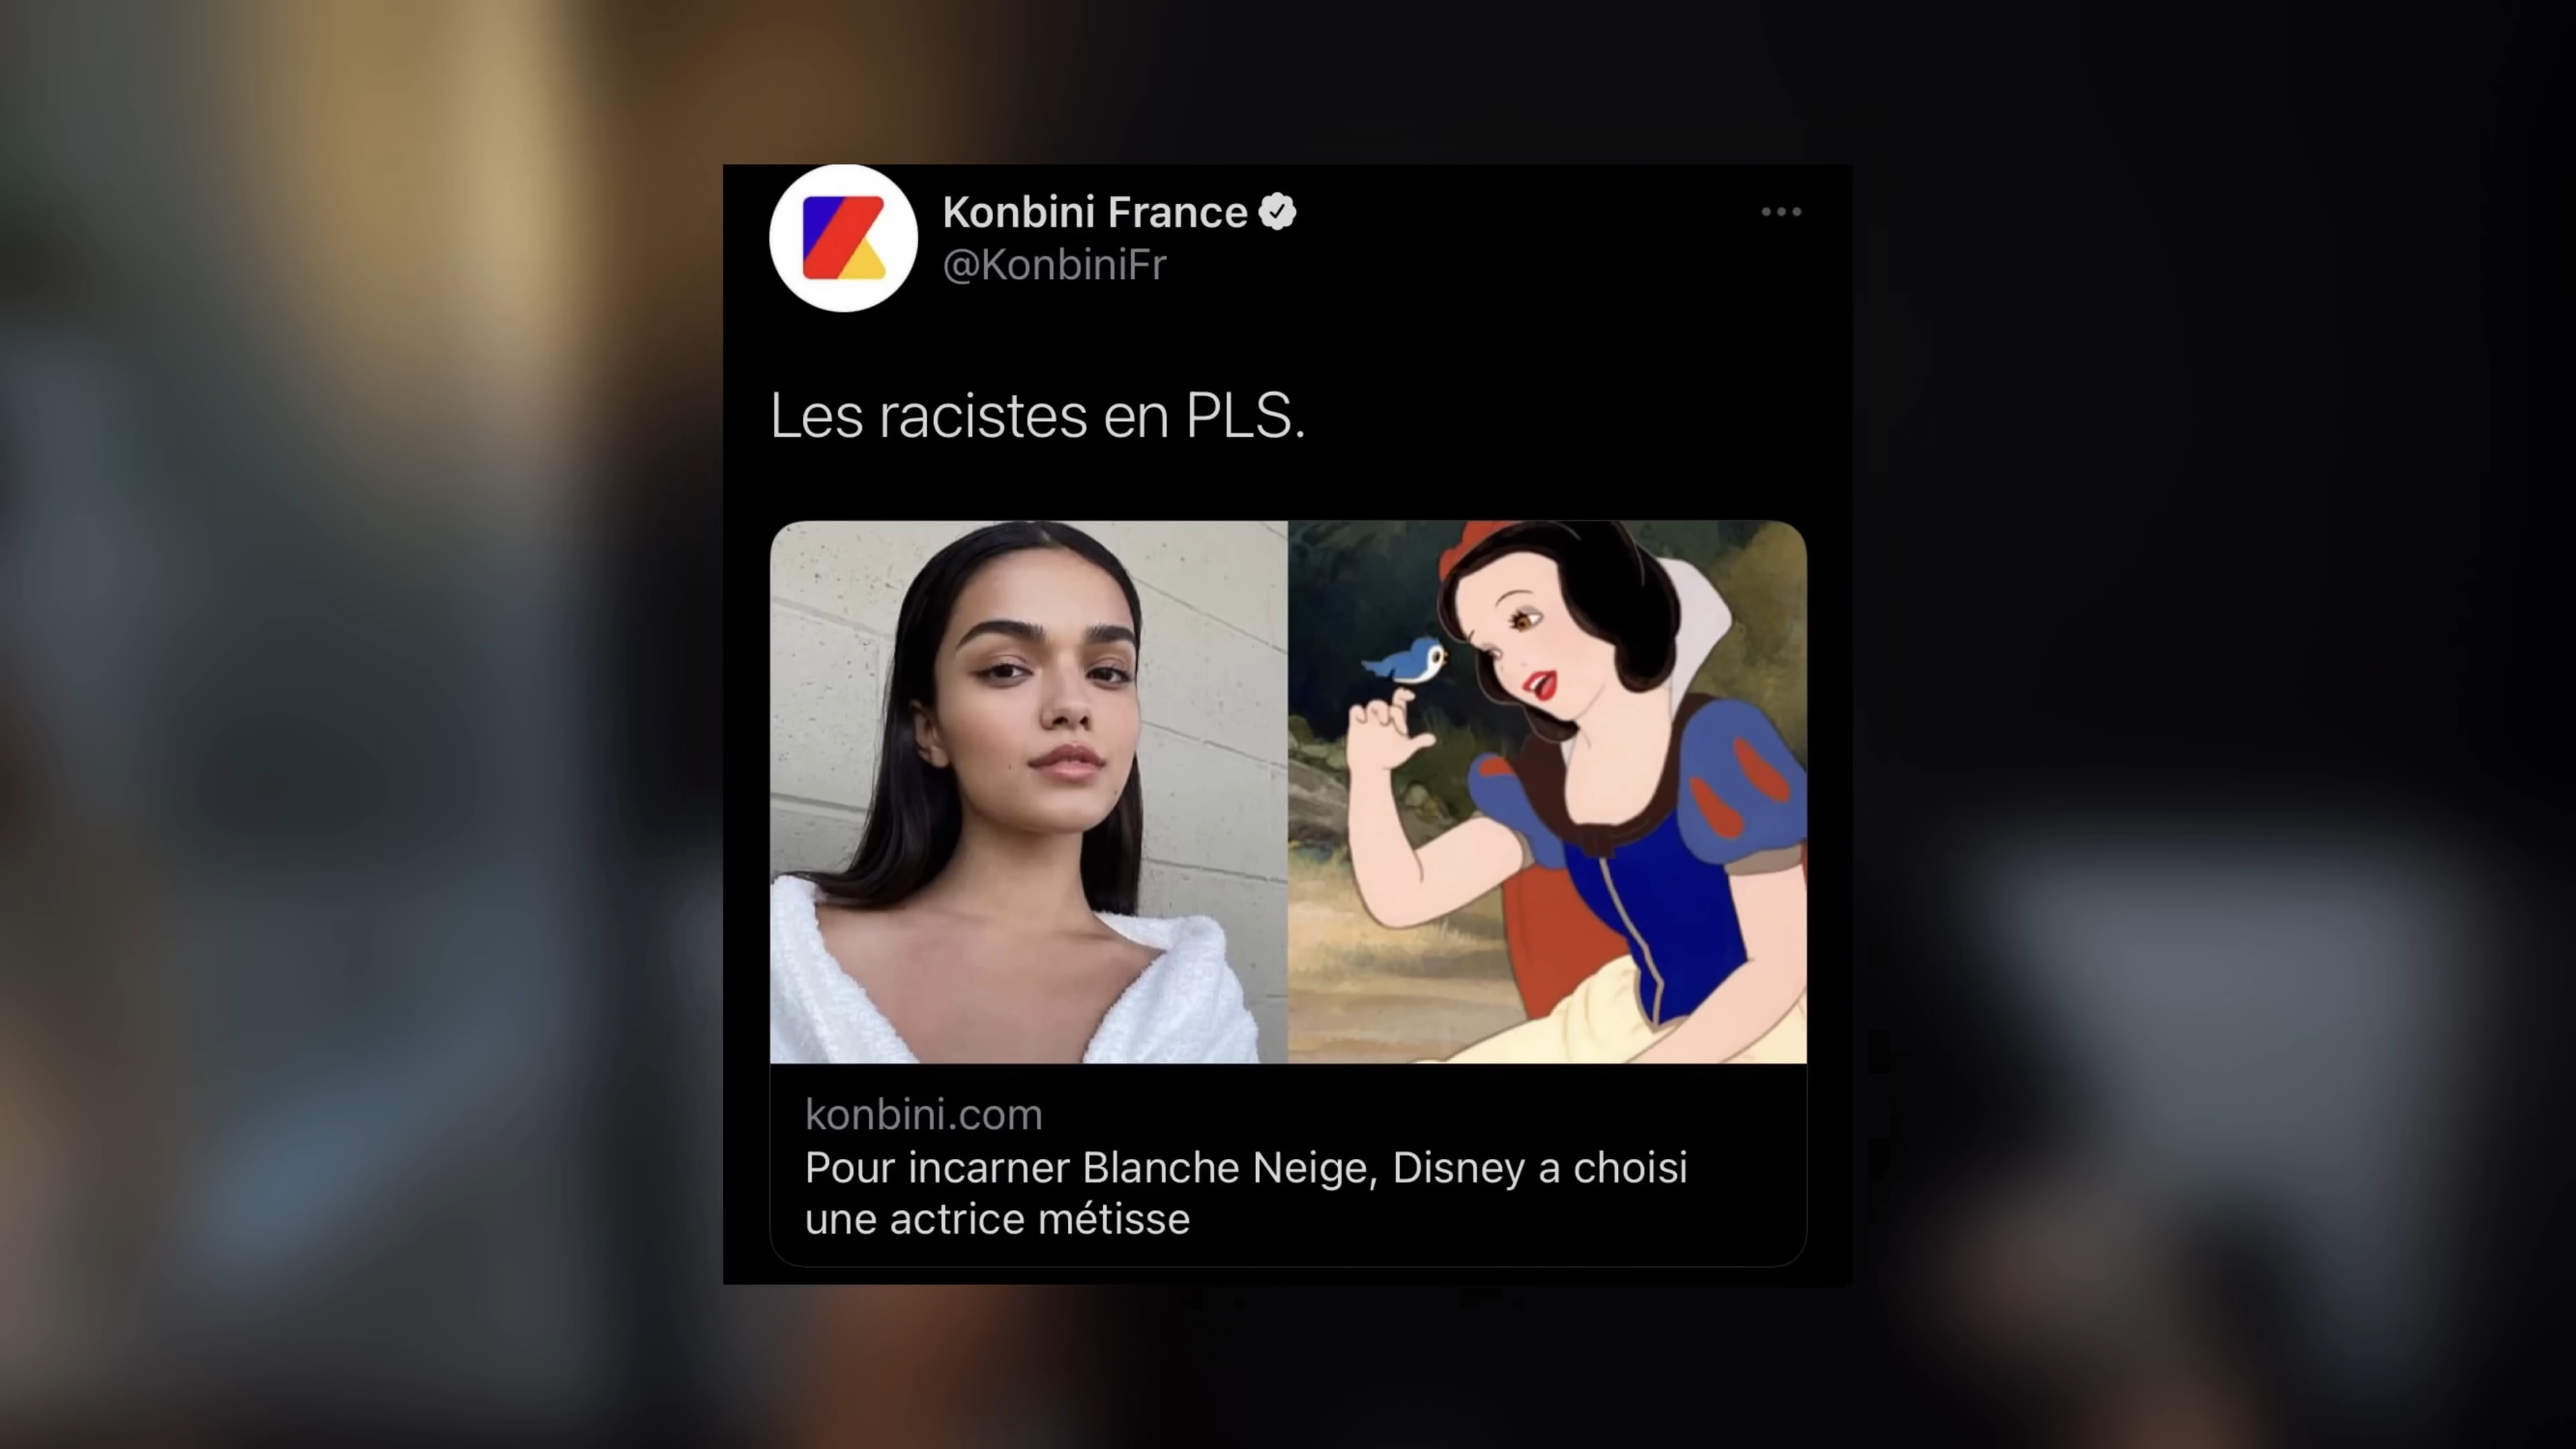 Konbini France
@KonbiniFr
Les racistes en PLS.
konbini.com
Pour incarner Blanche Neige, Disney a choisi
une actrice métisse